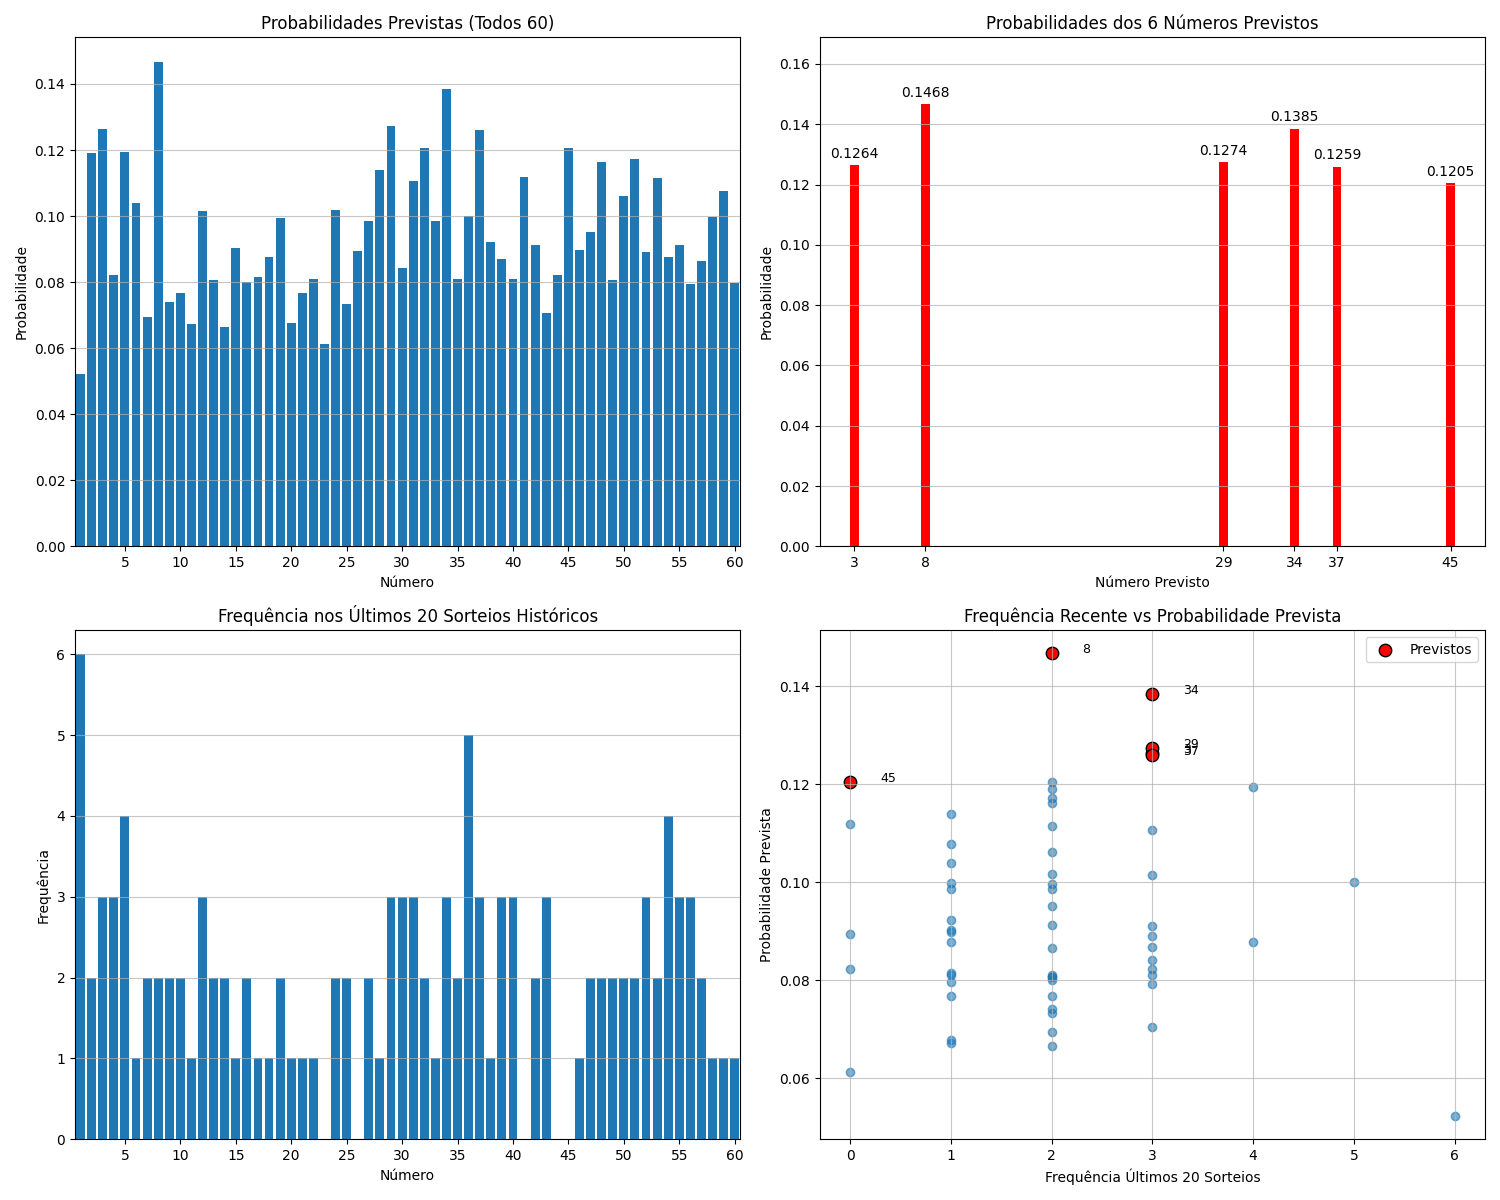 Probabilidades Previstas (Todos 60)
Probabilidade
0.14
0.12
0.10
0.08
0.06
0.04
0.02
0.00
5 10 15 20 25 30 35 40 45 50 55 60
Número
Probabilidades dos 6 Números Previstos
Probabilidade
0.16
0.14
0.12
0.10
0.08
0.06
0.04
0.02
0.00
0.1264
0.1468
0.1274
0.1385
0.1259
0.1205
3 8 29 34 37 45
Número Previsto
Frequência nos Últimos 20 Sorteios Históricos
Frequência
6
5
4
3
2
1
0
5 10 15 20 25 30 35 40 45 50 55 60
Número
Frequência Recente vs Probabilidade Prevista
Probabilidade Prevista
0.14
0.12
0.10
0.08
0.06
Previstos
8
34
29
37
45
0 1 2 3 4 5 6
Frequência Últimos 20 Sorteios